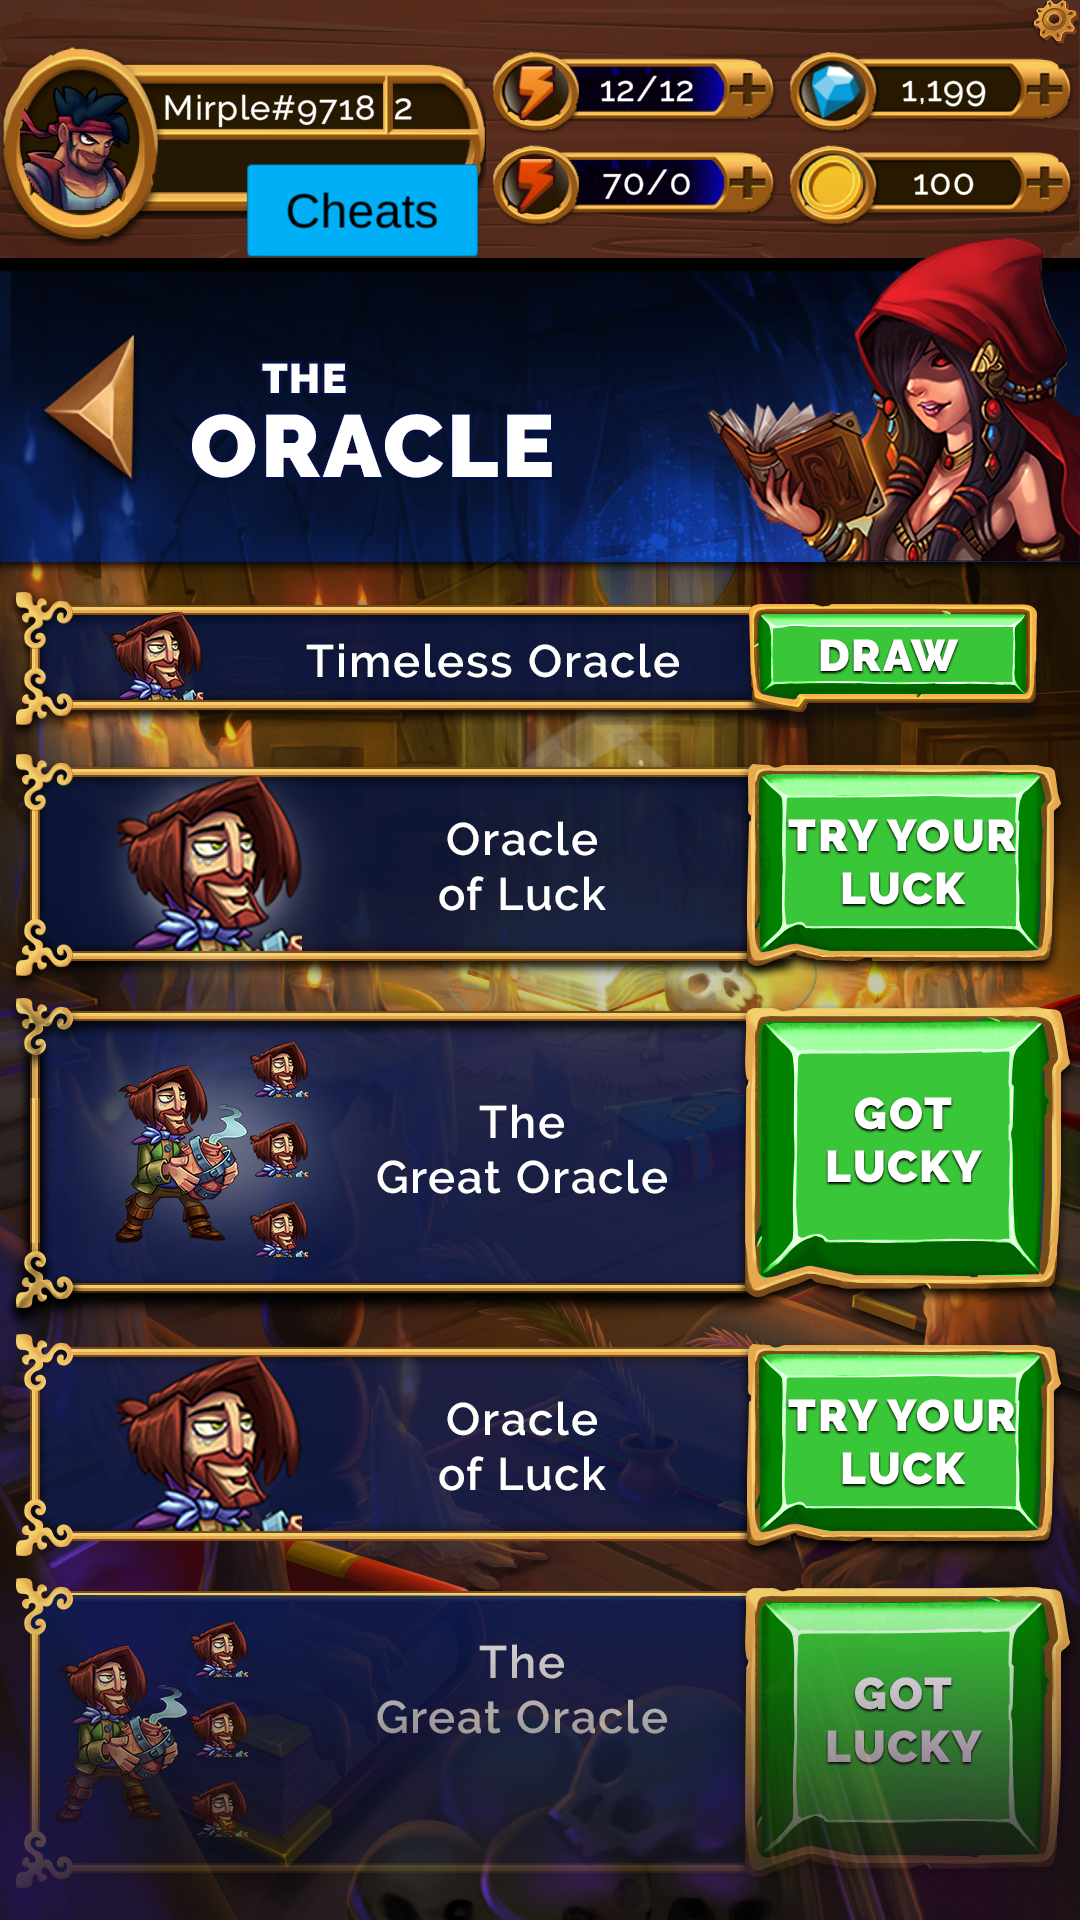 Mirple#9718 2
12/12
1,199
70/0
100
Cheats
THE
ORACLE
Timeless Oracle
DRAW
Oracle
of Luck
TRY YOUR
LUCK
The
Great Oracle
GOT
LUCKY
Oracle
of Luck
TRY YOUR
LUCK
The
Great Oracle
GOT
LUCKY